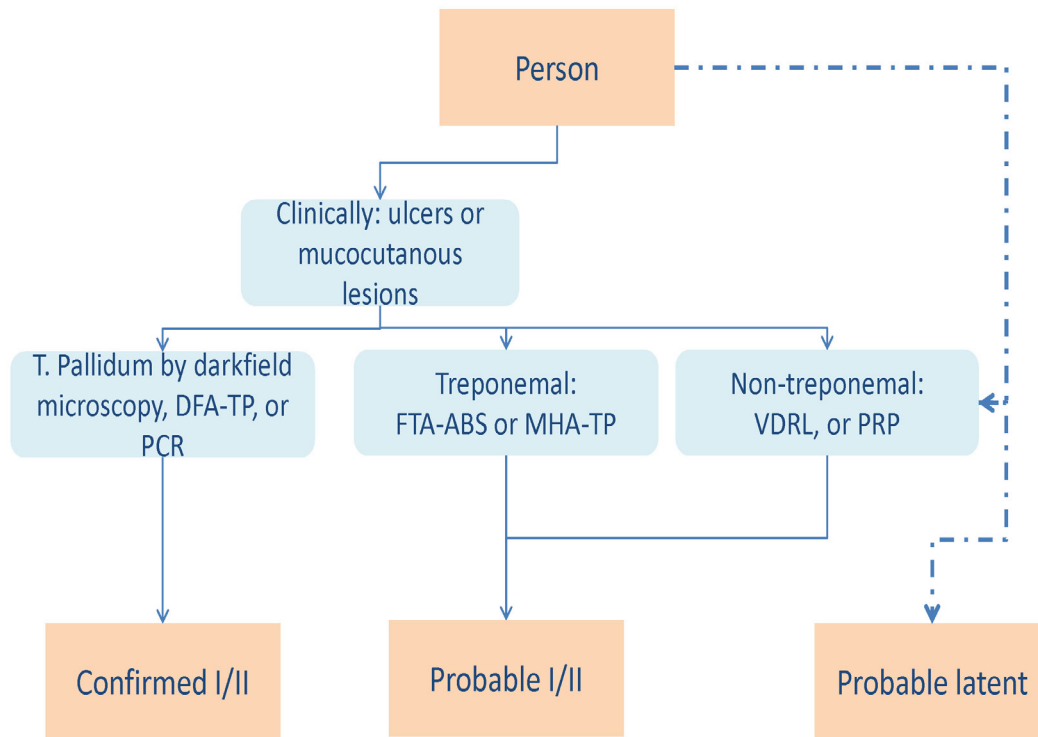 Person
Clinically: ulcers or
mucocutanous
lesions
T. Pallidum by darkfield
microscopy, DFA-TP, or
PCR
Treponemal:
FTA-ABS or MHA-TP
Non-treponemal:
VDRL, or PRP
Confirmed I/II
Probable I/II
Probable latent